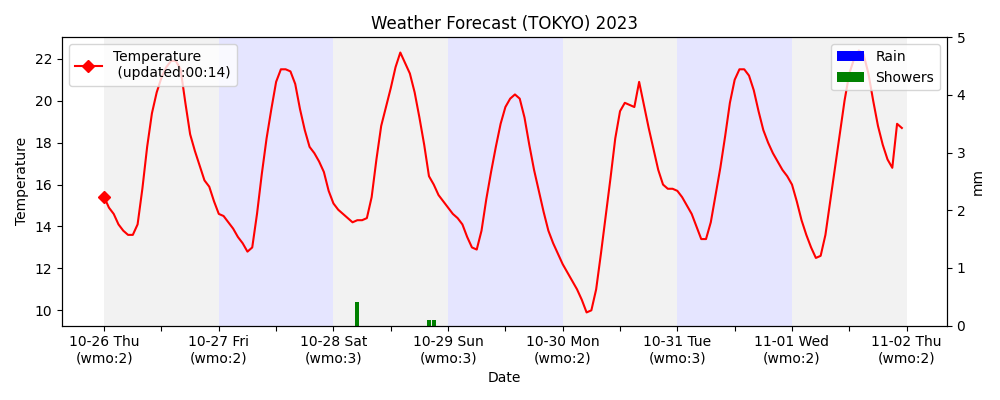 Weather Forecast (TOKYO) 2023
Temperature
(updated:00:14)
Rain
Showers
Temperature
22
20
18
16
14
12
10
5
4
3
2
1
0
mm
10-26 Thu 10-27 Fri 10-28 Sat 10-29 Sun 10-30 Mon 10-31 Tue 11-01 Wed 11-02 Thu
(wmo:2) (wmo:2) (wmo:3) (wmo:3) (wmo:2) (wmo:3) (wmo:2) (wmo:2)
Date